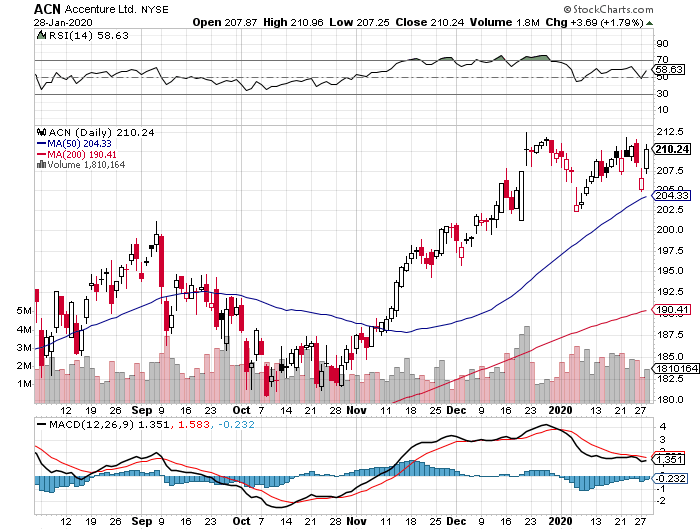 ACN Accenture Ltd. NYSE © StockCharts.com
28-Jan-2020 Open 207.87 High 210.96 Low 207.25 Close 210.24 Volume 1.8M Chg +3.69 (+1.79%)
RSI(14) 58.63
90
70
58.63
50
30
10
ACN (Daily) 210.24
MA(50) 204.33
MA(200) 190.41
Volume 1,810,164
212.5
210.24
207.5
205.0
204.33
202.5
200.0
197.5
195.0
192.5
190.41
187.5
185.0
182.5
180.0
5M
4M
3M
2M
1M
1810164
12 19 26 Sep 9 16 23 Oct 7 14 21 28 Nov 11 18 25 Dec 9 16 23 2020 13 21 27
MACD(12,26,9) 1.351, 1.583, -0.232
4
3
2
1.351
-0.232
-1
-2
12 19 26 Sep 9 16 23 Oct 7 14 21 28 Nov 11 18 25 Dec 9 16 23 2020 13 21 27